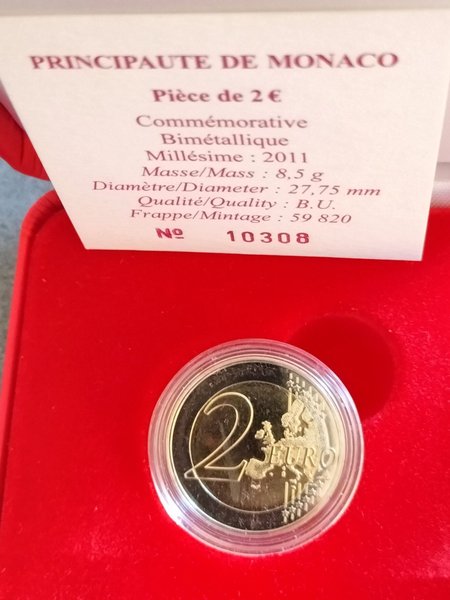 PRINCIPAUTE DE MONACO
Pièce de 2 €
Commémorative
Bimétallique
Millésime : 2011
Masse/Mass : 8,5 g
Diamètre/Diameter : 27,75 mm
Qualité/Quality : B.U.
Frappe/Mintage : 59 820
Nº 10308
2 EURO